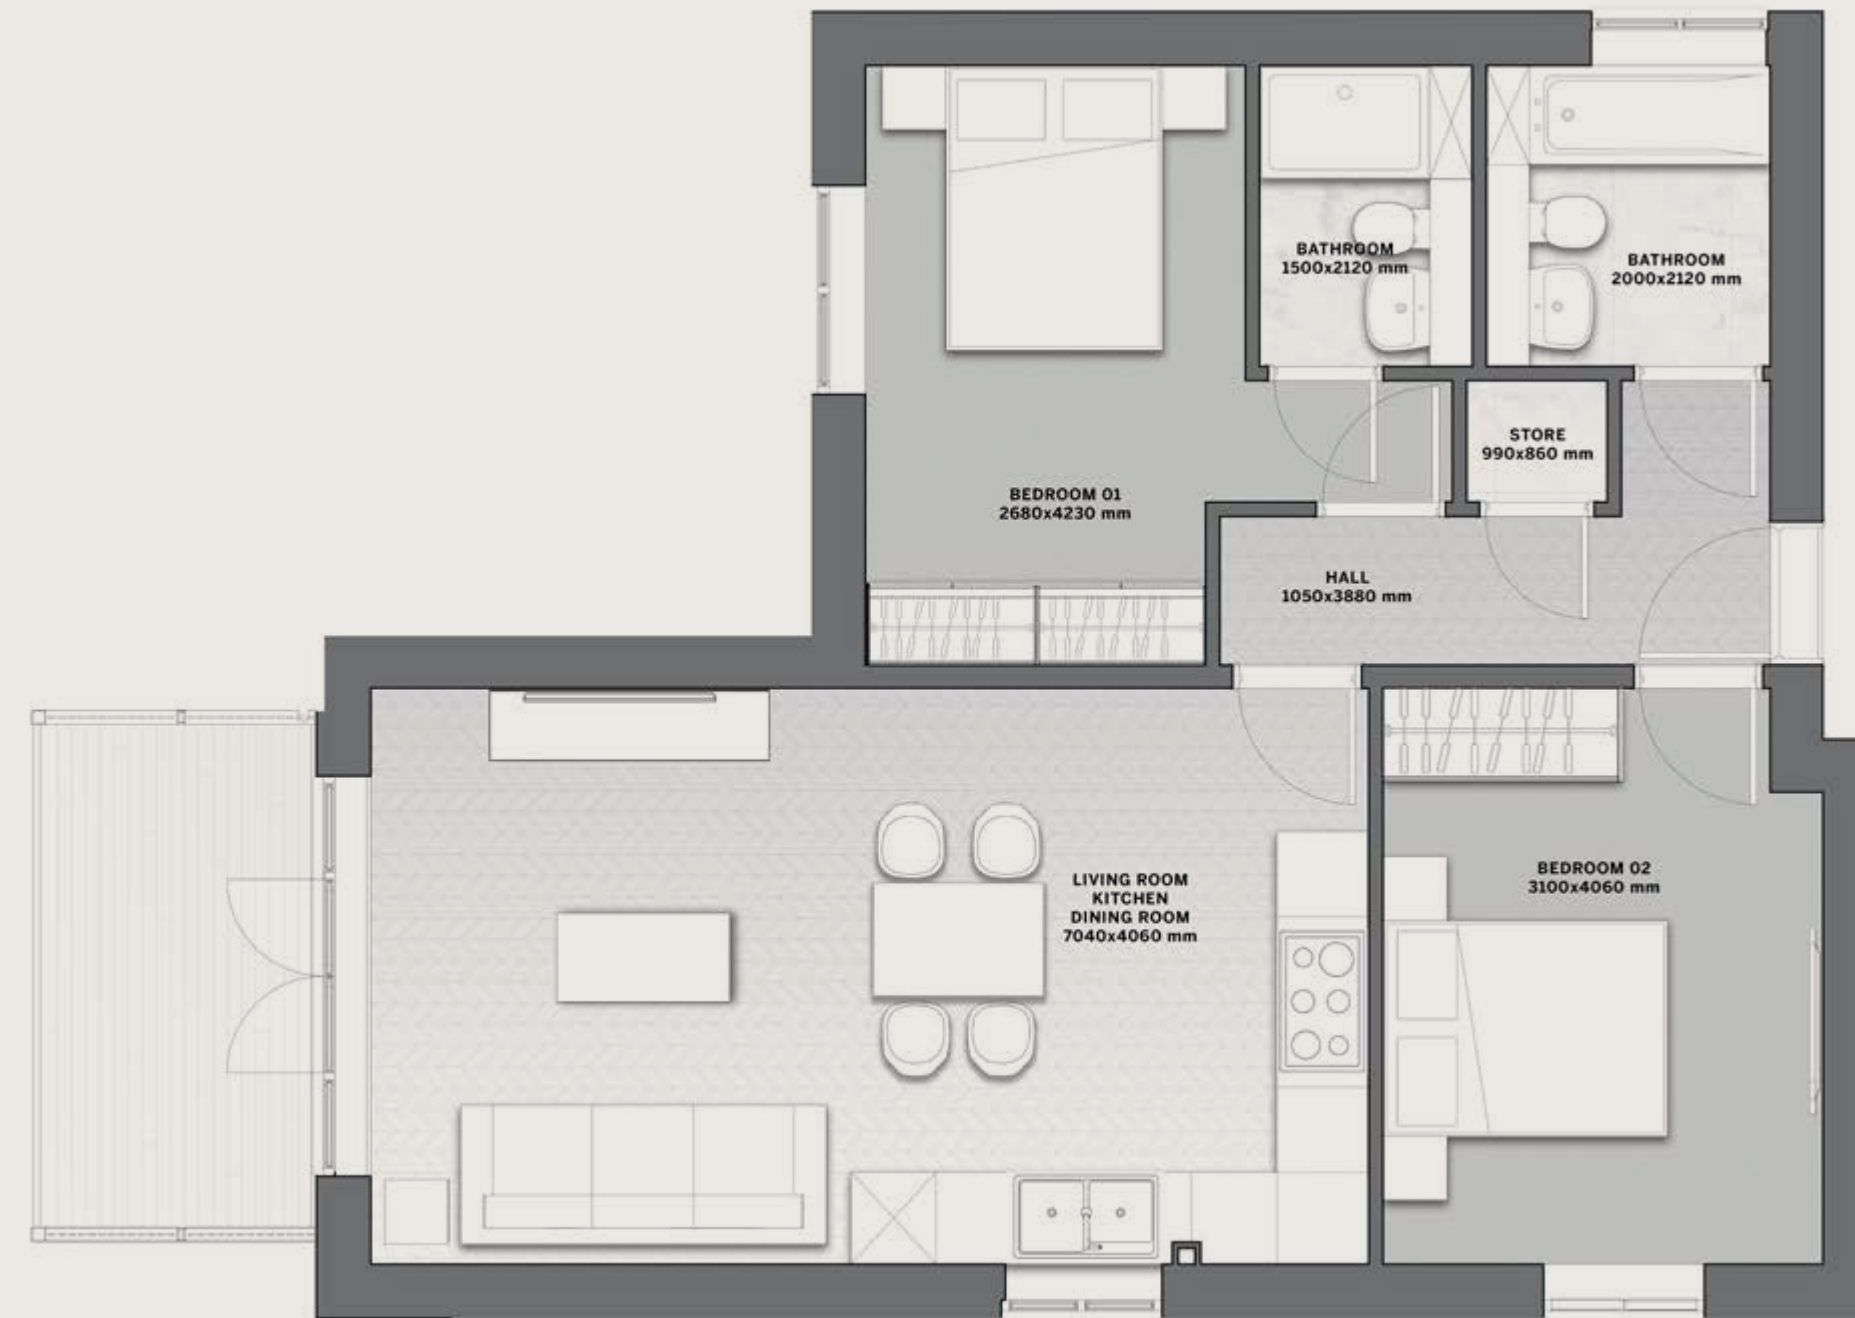 BATHROOM
1500x2120 mm
BATHROOM
2000x2120 mm
STORE
990x860 mm
BEDROOM 01
2680x4230 mm
HALL
1050x3880 mm
LIVING ROOM
KITCHEN
DINING ROOM
7040x4060 mm
BEDROOM 02
3100x4060 mm